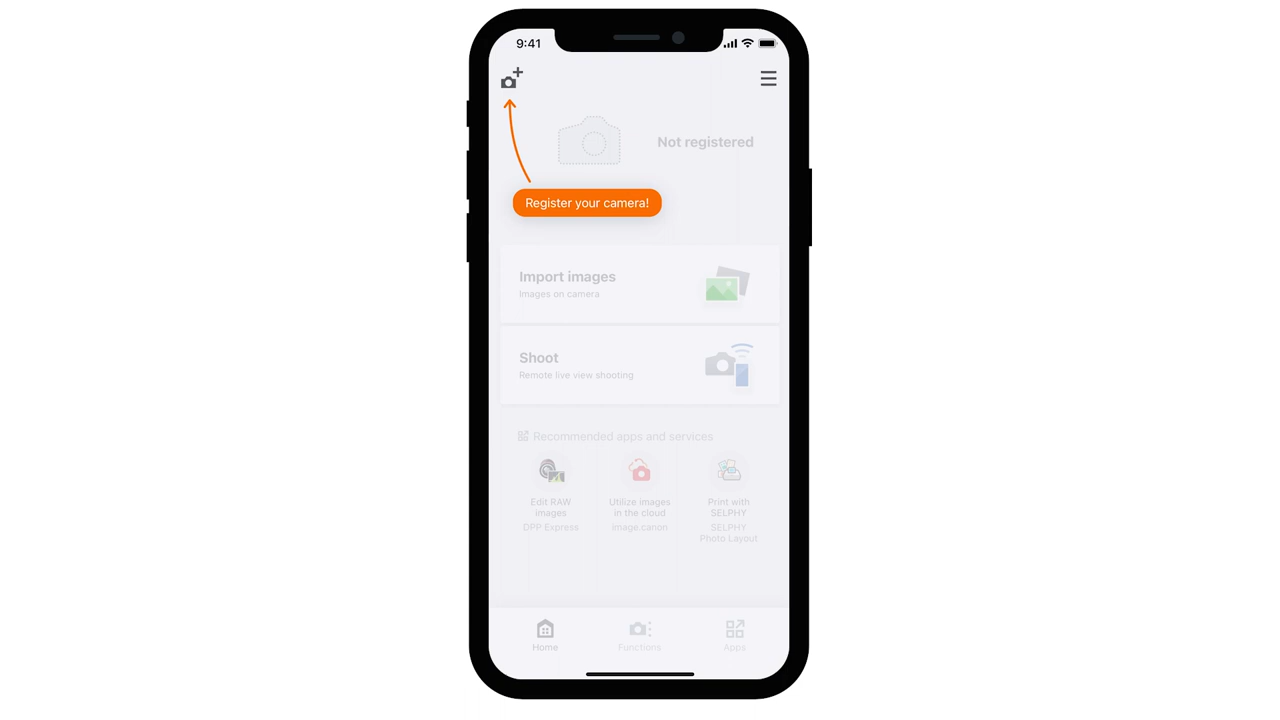 9:41
Not registered
Register your camera!
Import images
Images on camera
Shoot
Remote live view shooting
Recommended apps and services
Edit RAW
images
DPP Express
Utilize images
in the cloud
image.canon
Print with
SELPHY
SELPHY
Photo Layout
Home
Functions
Apps